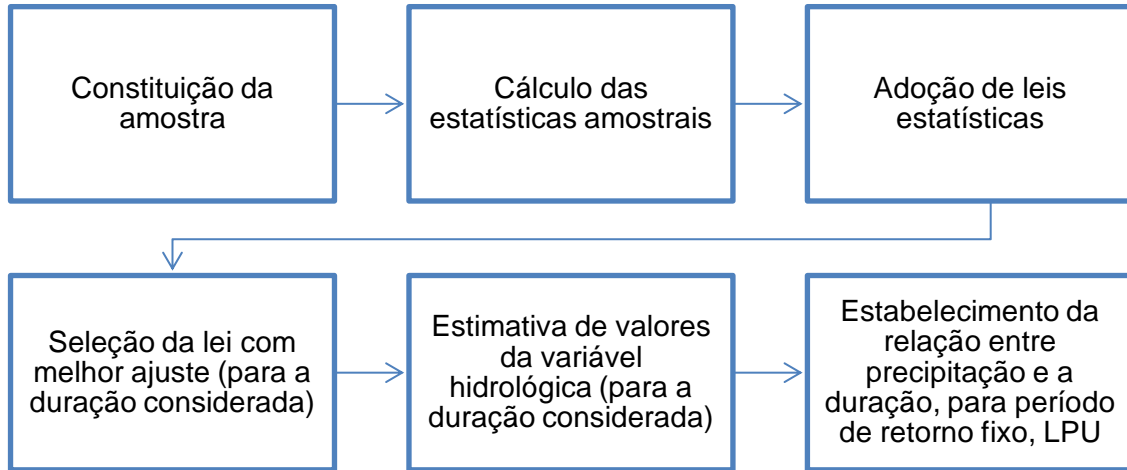 Constituição da
amostra
Cálculo das
estatísticas amostrais
Adoção de leis
estatísticas
Seleção da lei com
melhor ajuste (para a
duração considerada)
Estimativa de valores
da variável
hidrológica (para a
duração considerada)
Estabelecimento da
relação entre
precipitação e a
duração, para período
de retorno fixo, LPU